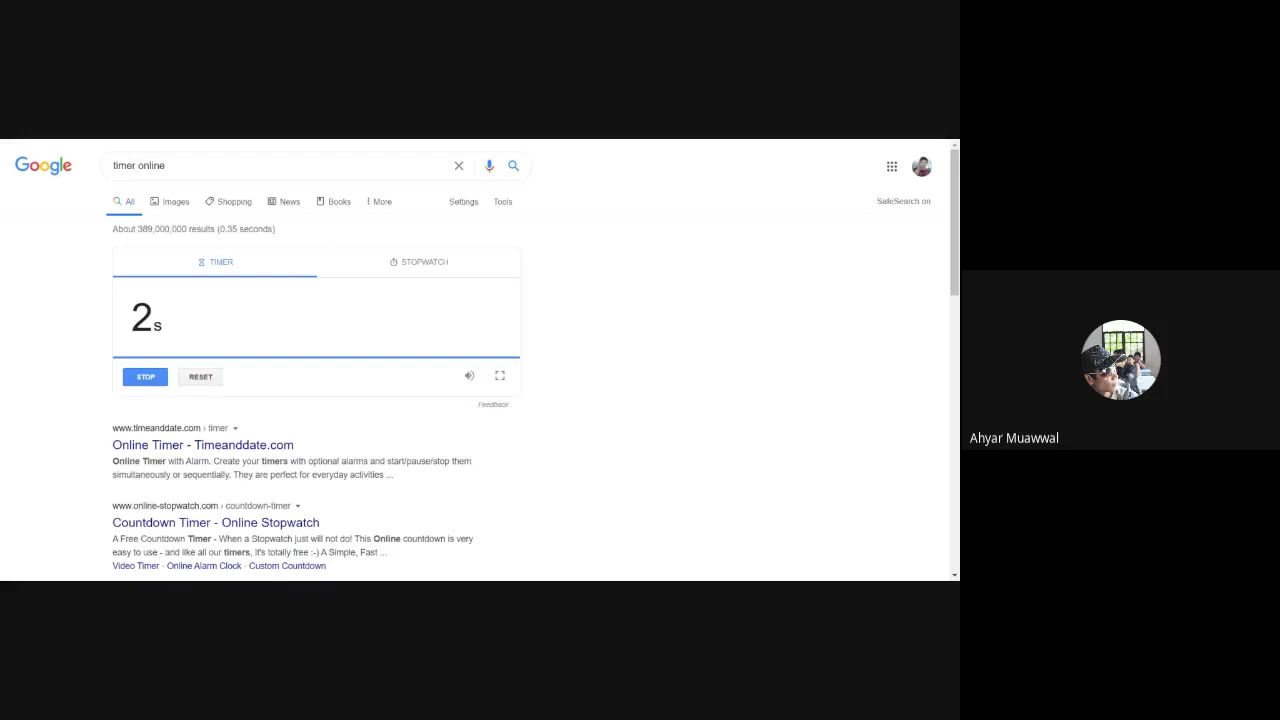 Google
timer online
All Images Shopping News Books More Settings Tools SafeSearch on
About 389,000,000 results (0.35 seconds)
TIMER STOPWATCH
2s
STOP RESET
Feedback
www.timeanddate.com › timer
Online Timer - Timeanddate.com
Online Timer with Alarm. Create your timers with optional alarms and start/pause/stop them
simultaneously or sequentially. They are perfect for everyday activities ...
www.online-stopwatch.com › countdown-timer
Countdown Timer - Online Stopwatch
A Free Countdown Timer - When a Stopwatch just will not do! This Online countdown is very
easy to use - and like all our timers, it's totally free :-) A Simple, Fast ...
Video Timer · Online Alarm Clock · Custom Countdown
Ahyar Muawwal